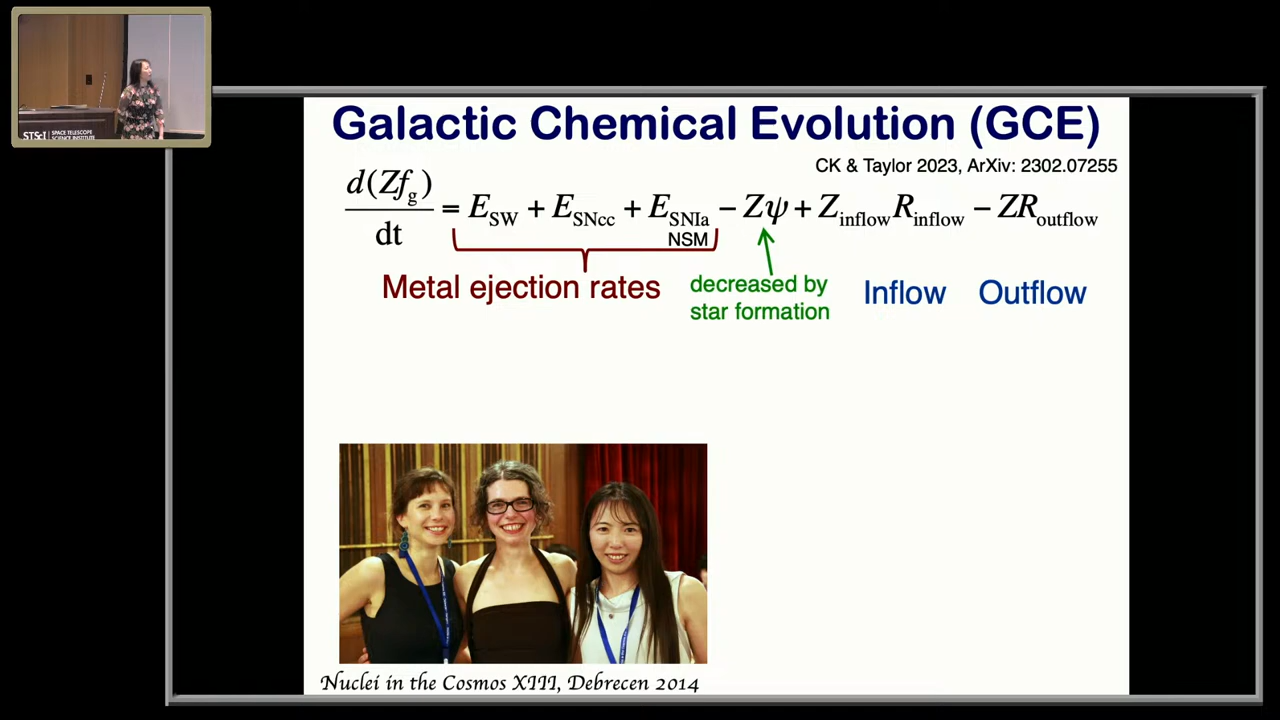 STScI | SPACE TELESCOPE
SCIENCE INSTITUTE
Galactic Chemical Evolution (GCE)
CK & Taylor 2023, ArXiv: 2302.07255
d(Zf_g)/dt = E_SW + E_SNcc + E_SNIa − Zψ + Z_inflow R_inflow − ZR_outflow
NSM
Metal ejection rates
decreased by
star formation
Inflow
Outflow
Nuclei in the Cosmos XIII, Debrecen 2014